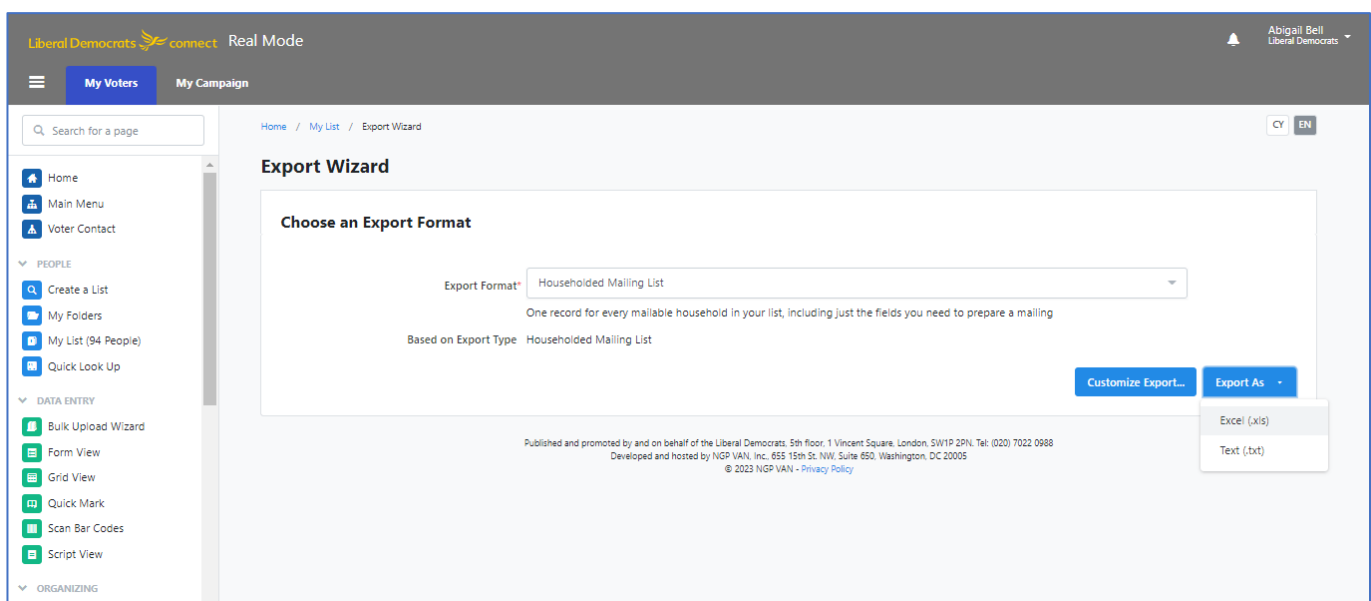 Liberal Democrats connect Real Mode
Abigail Bell
Liberal Democrats
My Voters My Campaign
Search for a page
Home / My List / Export Wizard
CY EN
Export Wizard
Home
Main Menu
Voter Contact
PEOPLE
Create a List
My Folders
My List (94 People)
Quick Look Up
DATA ENTRY
Bulk Upload Wizard
Form View
Grid View
Quick Mark
Scan Bar Codes
Script View
ORGANIZING
Choose an Export Format
Export Format* Householded Mailing List
One record for every mailable household in your list, including just the fields you need to prepare a mailing
Based on Export Type Householded Mailing List
Customize Export... Export As
Excel (.xls)
Text (.txt)
Published and promoted by and on behalf of the Liberal Democrats, 5th floor, 1 Vincent Square, London, SW1P 2PN. Tel: (020) 7022 0988
Developed and hosted by NGP VAN, Inc., 655 15th St. NW, Suite 650, Washington, DC 20005
© 2023 NGP VAN - Privacy Policy